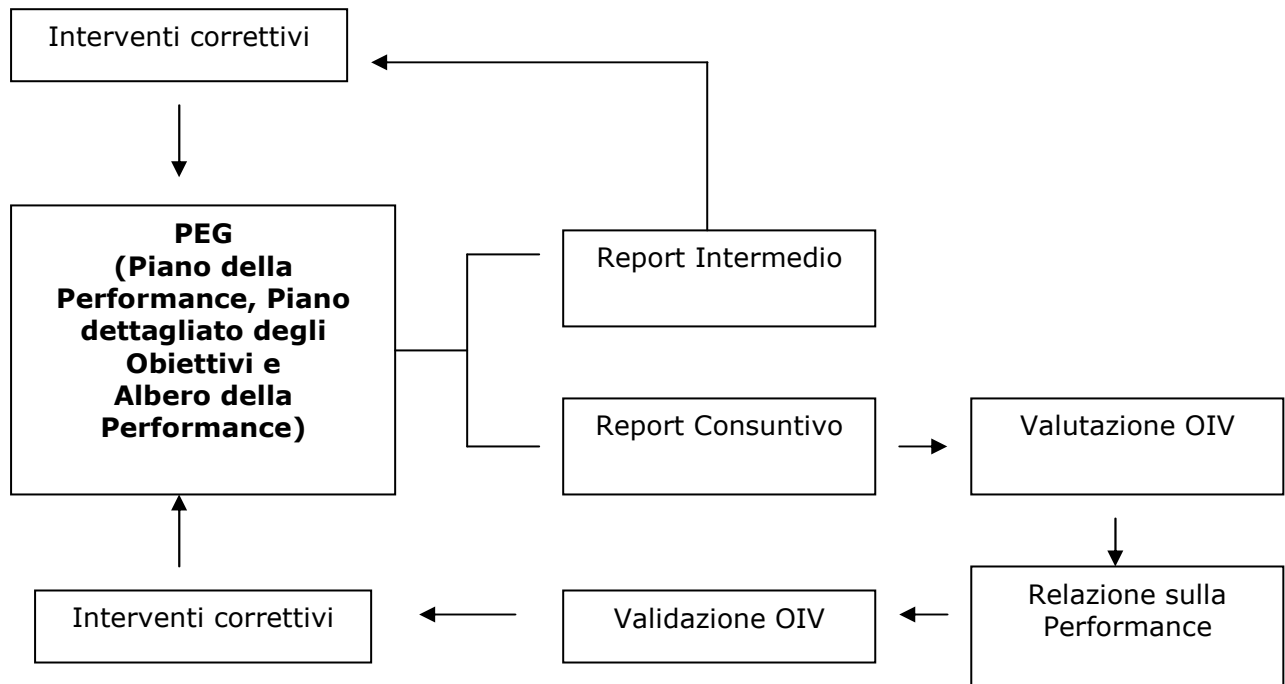 Interventi correttivi
PEG
(Piano della
Performance, Piano
dettagliato degli
Obiettivi e
Albero della
Performance)
Report Intermedio
Report Consuntivo
Valutazione OIV
Interventi correttivi
Validazione OIV
Relazione sulla
Performance